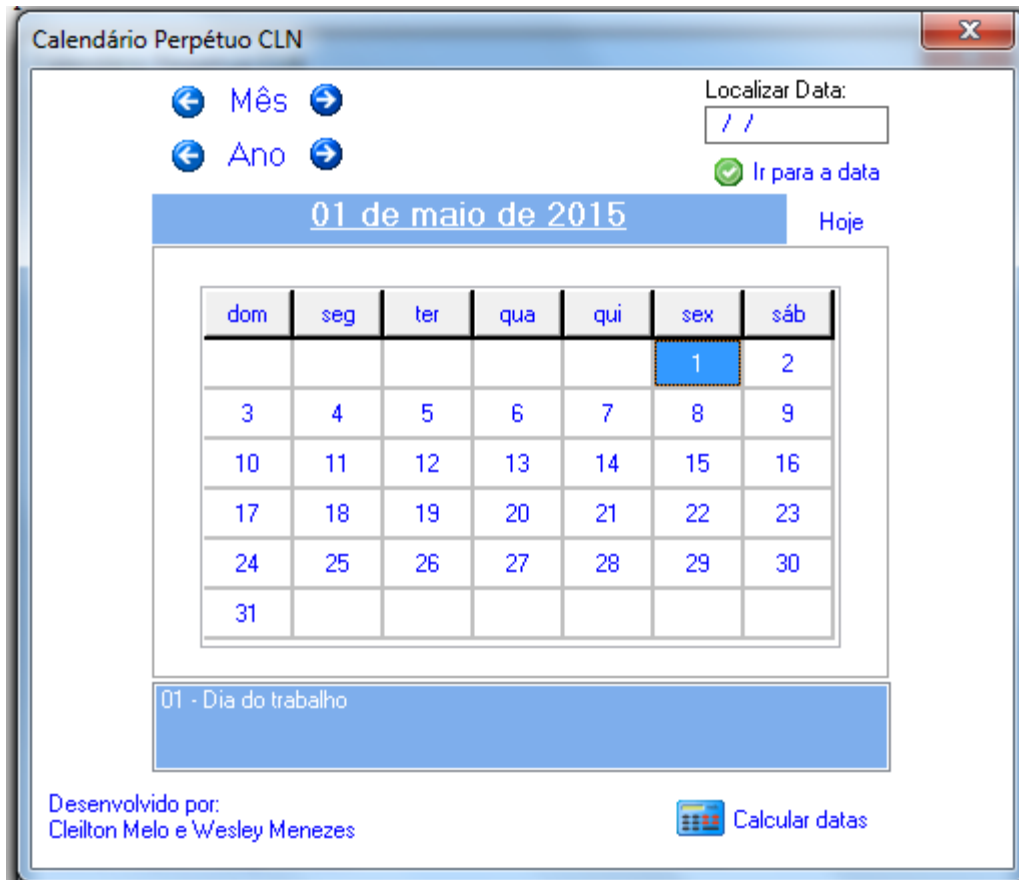 Calendário Perpétuo CLN
Mês
Localizar Data:
/ /
Ano
Ir para a data
01 de maio de 2015
Hoje
dom seg ter qua qui sex sáb
1 2
3 4 5 6 7 8 9
10 11 12 13 14 15 16
17 18 19 20 21 22 23
24 25 26 27 28 29 30
31
01 - Dia do trabalho
Desenvolvido por:
Cleilton Melo e Wesley Menezes
Calcular datas